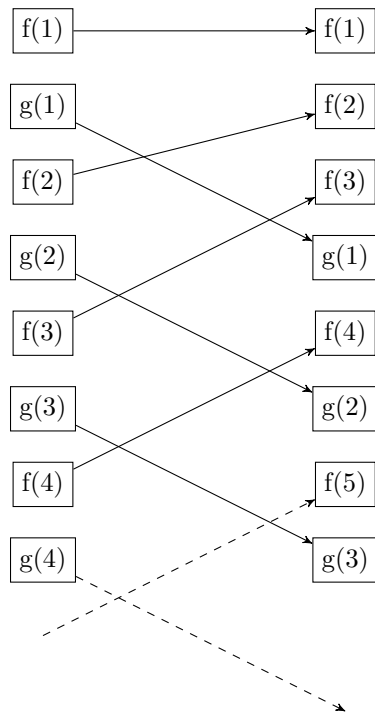 f(1) f(1)
g(1) f(2)
f(2) f(3)
g(2) g(1)
f(3) f(4)
g(3) g(2)
f(4) f(5)
g(4) g(3)